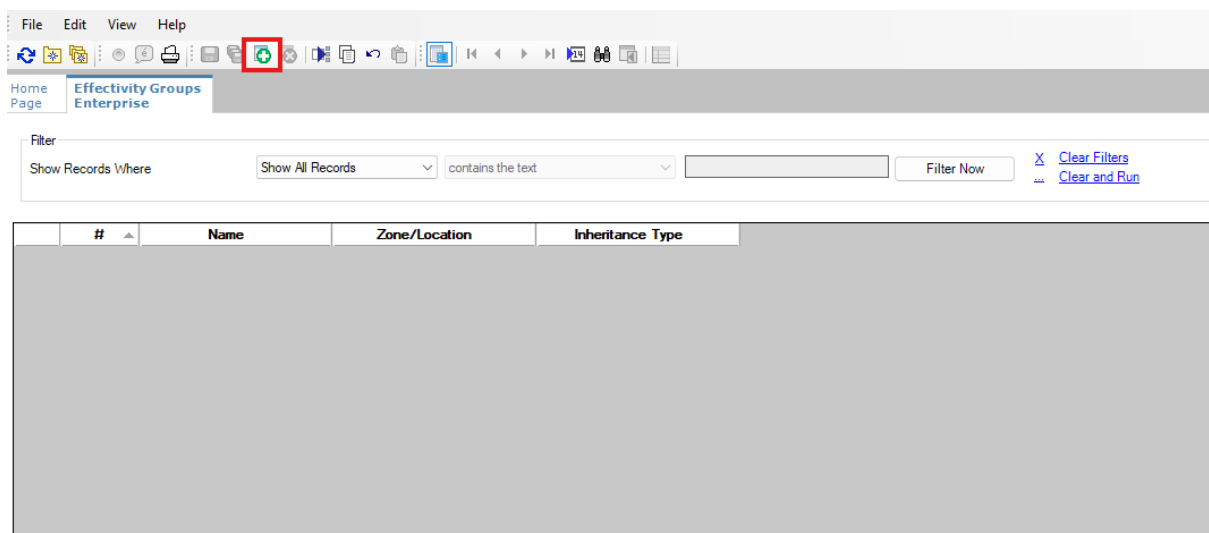 File Edit View Help
14
Home Page
Effectivity Groups Enterprise
Filter
Show Records Where Show All Records contains the text Filter Now X Clear Filters
... Clear and Run
# Name Zone/Location Inheritance Type